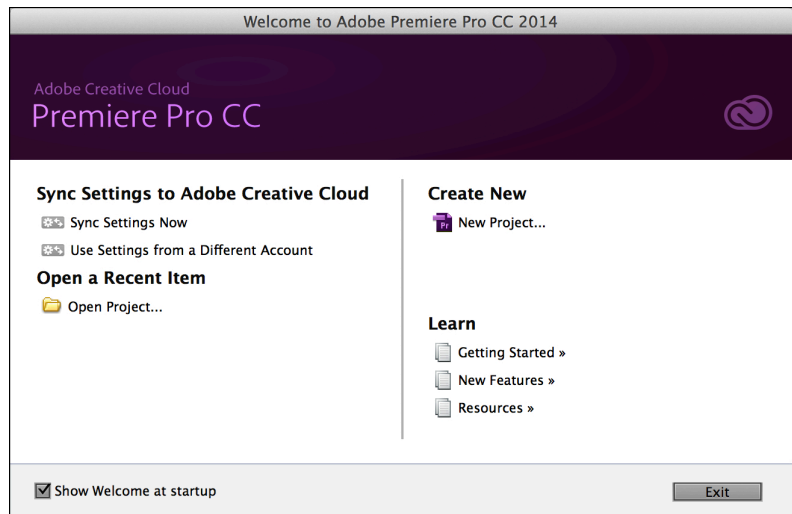 Welcome to Adobe Premiere Pro CC 2014
Adobe Creative Cloud
Premiere Pro CC
Sync Settings to Adobe Creative Cloud
Sync Settings Now
Use Settings from a Different Account
Open a Recent Item
Open Project...
Create New
Pr
New Project...
Learn
Getting Started »
New Features »
Resources »
Show Welcome at startup
Exit